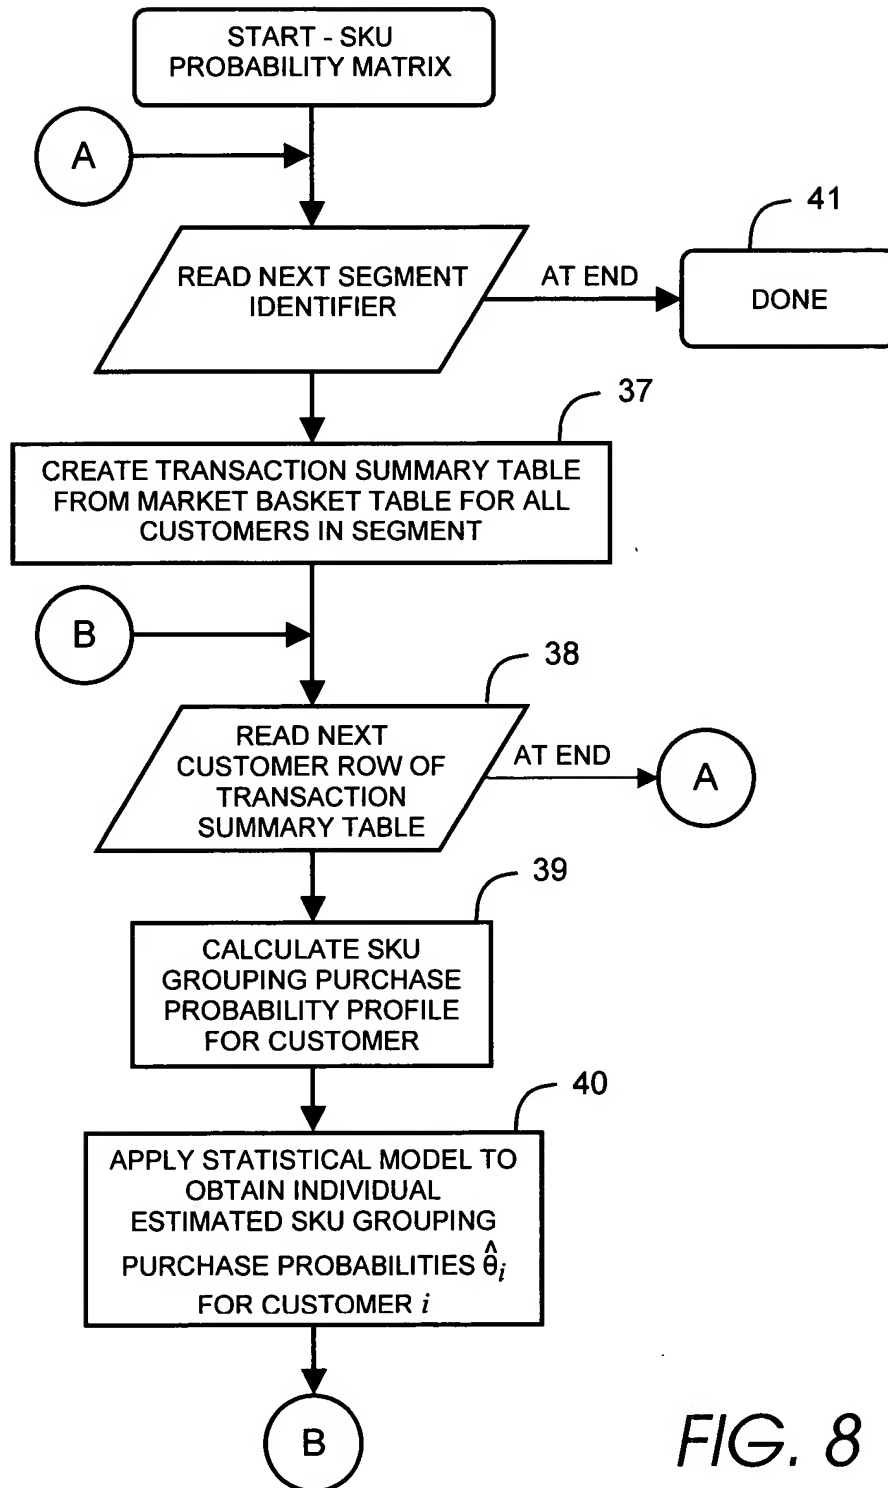 START - SKU
PROBABILITY MATRIX
A
READ NEXT SEGMENT
IDENTIFIER
AT END
41
DONE
37
CREATE TRANSACTION SUMMARY TABLE
FROM MARKET BASKET TABLE FOR ALL
CUSTOMERS IN SEGMENT
B
38
READ NEXT
CUSTOMER ROW OF
TRANSACTION
SUMMARY TABLE
AT END
A
39
CALCULATE SKU
GROUPING PURCHASE
PROBABILITY PROFILE
FOR CUSTOMER
40
APPLY STATISTICAL MODEL TO
OBTAIN INDIVIDUAL
ESTIMATED SKU GROUPING
PURCHASE PROBABILITIES θ̂i
FOR CUSTOMER i
B
FIG. 8